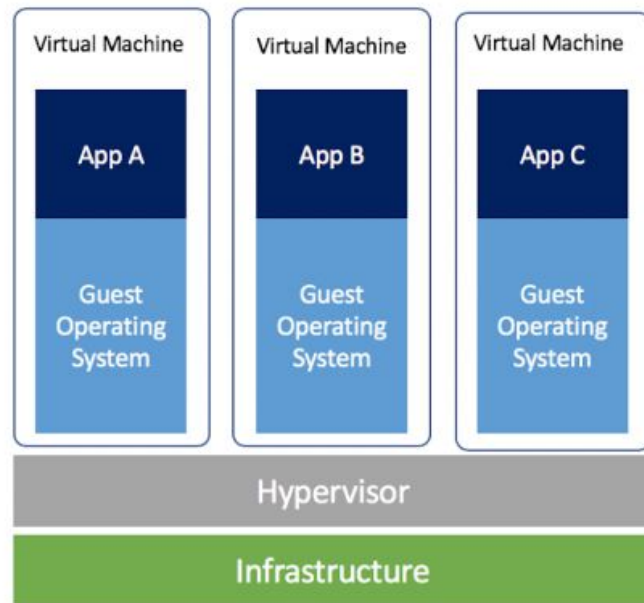 Virtual Machine
App A
Guest
Operating
System
Virtual Machine
App B
Guest
Operating
System
Virtual Machine
App C
Guest
Operating
System
Hypervisor
Infrastructure